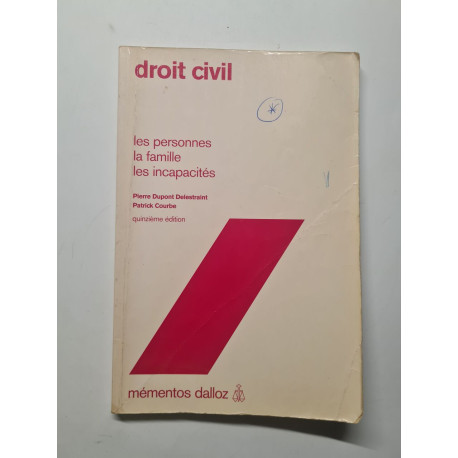 droit civil
les personnes
la famille
les incapacités
Pierre Dupont Delestraint
Patrick Courbe
quinzième édition
mémentos dalloz